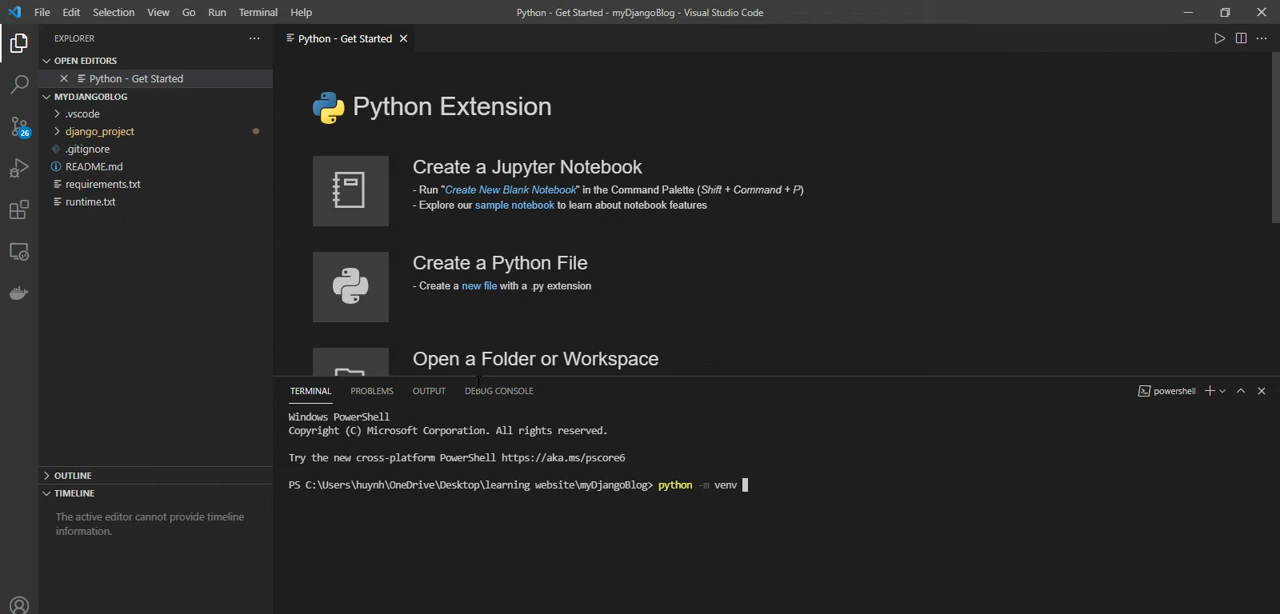 File Edit Selection View Go Run Terminal Help
Python - Get Started - myDjangoBlog - Visual Studio Code
EXPLORER
OPEN EDITORS
Python - Get Started
MYDJANGOBLOG
.vscode
django_project
.gitignore
README.md
requirements.txt
runtime.txt
OUTLINE
TIMELINE
The active editor cannot provide timeline
information.
26
Python - Get Started
Python Extension
Create a Jupyter Notebook
- Run "Create New Blank Notebook" in the Command Palette (Shift + Command + P)
- Explore our sample notebook to learn about notebook features
Create a Python File
- Create a new file with a .py extension
Open a Folder or Workspace
TERMINAL PROBLEMS OUTPUT DEBUG CONSOLE
powershell
Windows PowerShell
Copyright (C) Microsoft Corporation. All rights reserved.
Try the new cross-platform PowerShell https://aka.ms/pscore6
PS C:\Users\huynh\OneDrive\Desktop\learning website\myDjangoBlog> python -m venv